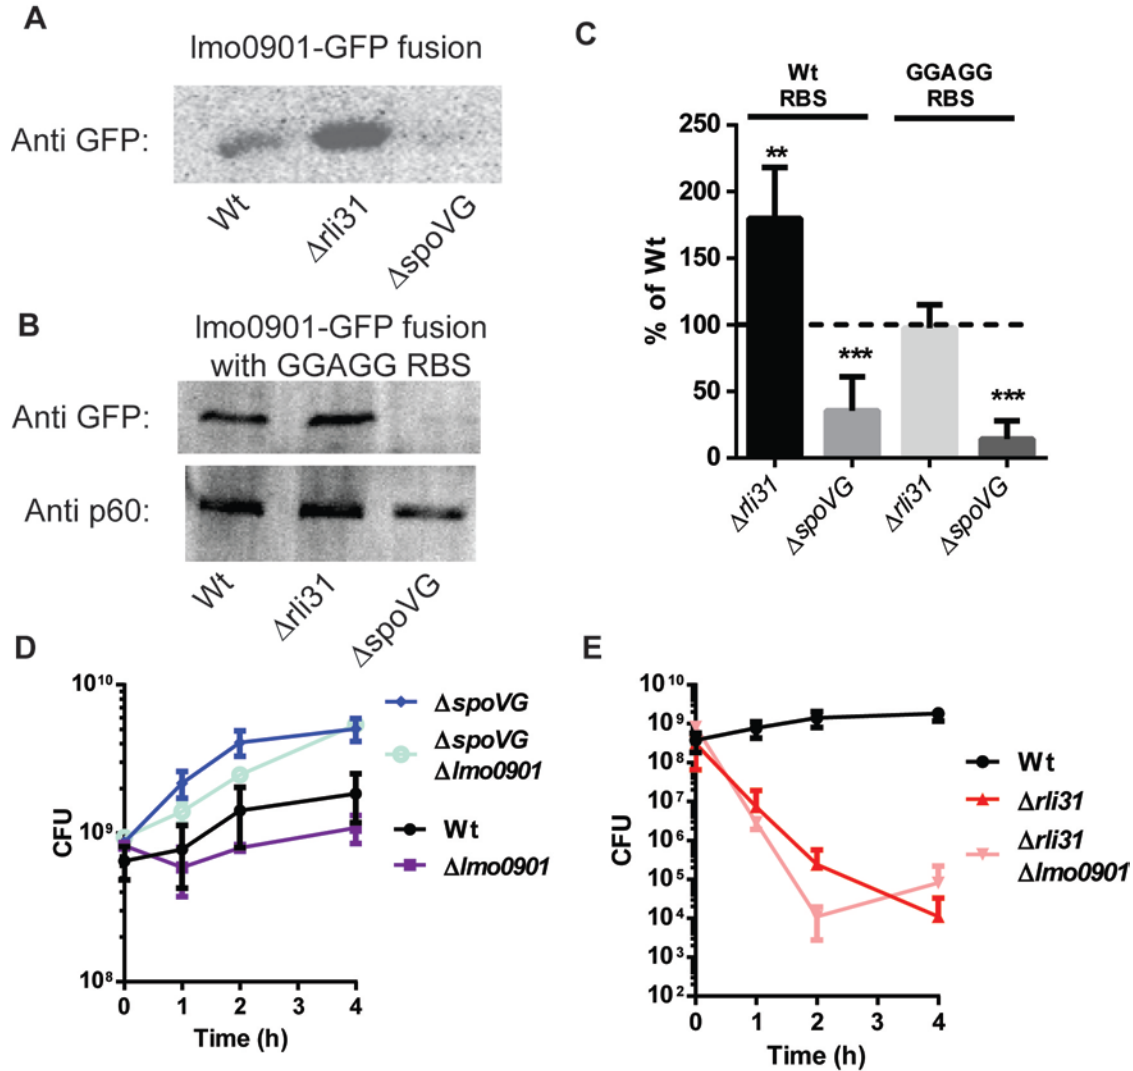 A
lmo0901-GFP fusion
Anti GFP:
Wt
Δrli31
ΔspoVG
B
lmo0901-GFP fusion
with GGAGG RBS
Anti GFP:
Anti p60:
Wt
Δrli31
ΔspoVG
C
Wt
RBS
GGAGG
RBS
% of Wt
250
200
150
100
50
0
**
***
***
Δrli31
ΔspoVG
Δrli31
ΔspoVG
D
CFU
10¹⁰
10⁹
10⁸
0 1 2 3 4
Time (h)
ΔspoVG
ΔspoVG
Δlmo0901
Wt
Δlmo0901
E
CFU
10¹⁰
10⁹
10⁸
10⁷
10⁶
10⁵
10⁴
10³
10²
0 1 2 3 4
Time (h)
Wt
Δrli31
Δrli31
Δlmo0901